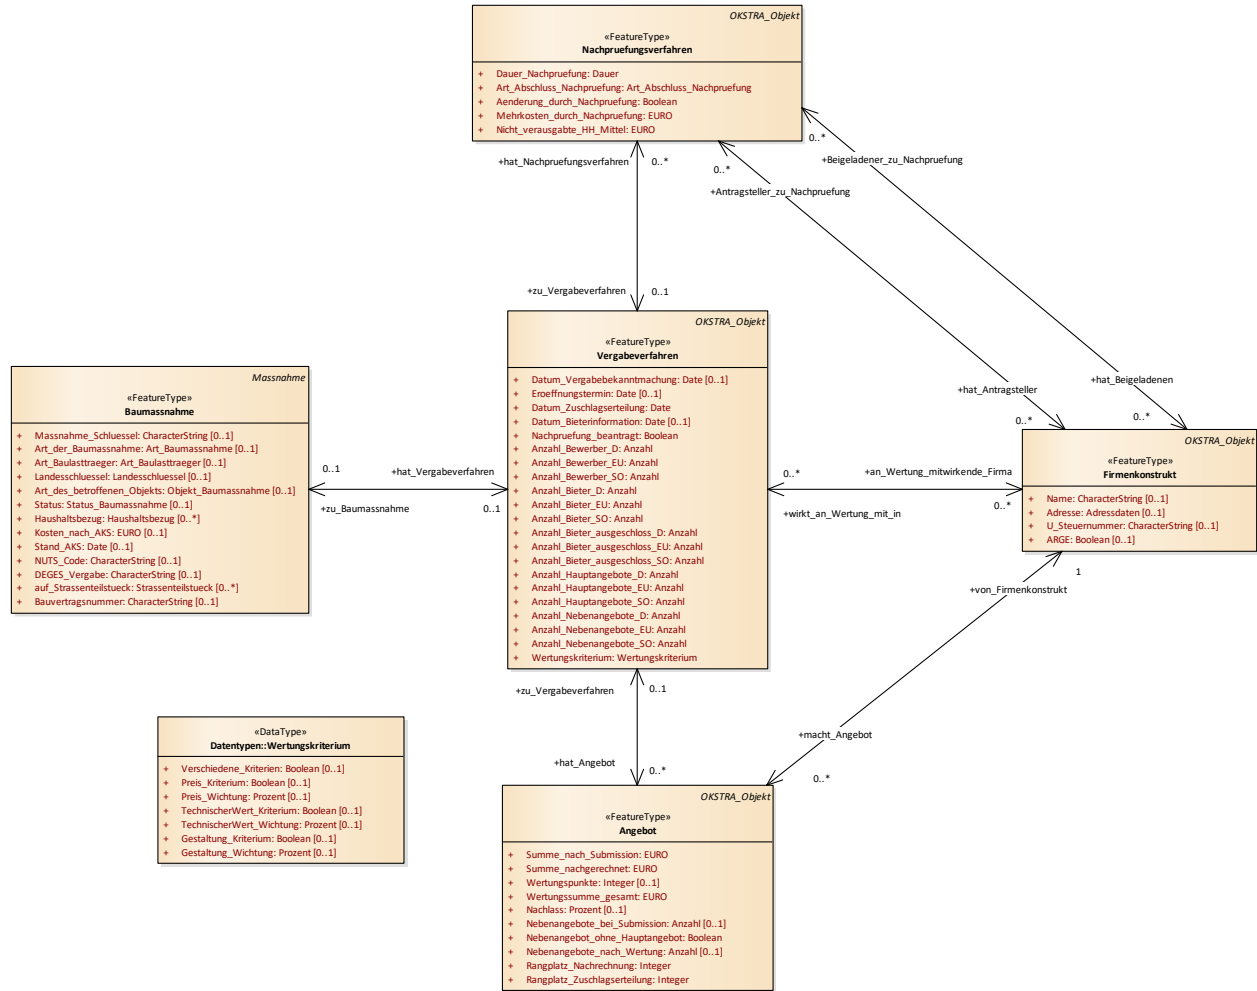 OKSTRA_Objekt
«FeatureType»
Nachpruefungsverfahren
+ Dauer_Nachpruefung: Dauer
+ Art_Abschluss_Nachpruefung: Art_Abschluss_Nachpruefung
+ Aenderung_durch_Nachpruefung: Boolean
+ Mehrkosten_durch_Nachpruefung: EURO
+ Nicht_verausgabte_HH_Mittel: EURO
+hat_Nachpruefungsverfahren
0..*
0..*
+Antragsteller_zu_Nachpruefung
0..*
+Beigeladener_zu_Nachpruefung
+zu_Vergabeverfahren
0..1
+hat_Antragsteller
0..*
+hat_Beigeladenen
0..*
OKSTRA_Objekt
«FeatureType»
Vergabeverfahren
+ Datum_Vergabebekanntmachung: Date [0..1]
+ Eroeffnungstermin: Date [0..1]
+ Datum_Zuschlagserteilung: Date
+ Datum_Bieterinformation: Date [0..1]
+ Nachpruefung_beantragt: Boolean
+ Anzahl_Bewerber_D: Anzahl
+ Anzahl_Bewerber_EU: Anzahl
+ Anzahl_Bewerber_SO: Anzahl
+ Anzahl_Bieter_D: Anzahl
+ Anzahl_Bieter_EU: Anzahl
+ Anzahl_Bieter_SO: Anzahl
+ Anzahl_Bieter_ausgeschloss_D: Anzahl
+ Anzahl_Bieter_ausgeschloss_EU: Anzahl
+ Anzahl_Bieter_ausgeschloss_SO: Anzahl
+ Anzahl_Hauptangebote_D: Anzahl
+ Anzahl_Hauptangebote_EU: Anzahl
+ Anzahl_Hauptangebote_SO: Anzahl
+ Anzahl_Nebenangebote_D: Anzahl
+ Anzahl_Nebenangebote_EU: Anzahl
+ Anzahl_Nebenangebote_SO: Anzahl
+ Wertungskriterium: Wertungskriterium
Massnahme
«FeatureType»
Baumassnahme
+ Massnahme_Schluessel: CharacterString [0..1]
+ Art_der_Baumassnahme: Art_Baumassnahme [0..1]
+ Art_Baulasttraeger: Art_Baulasttraeger [0..1]
+ Landesschluessel: Landesschluessel [0..1]
+ Art_des_betroffenen_Objekts: Objekt_Baumassnahme [0..1]
+ Status: Status_Baumassnahme [0..1]
+ Haushaltsbezug: Haushaltsbezug [0..*]
+ Kosten_nach_AKS: EURO [0..1]
+ Stand_AKS: Date [0..1]
+ NUTS_Code: CharacterString [0..1]
+ DEGES_Vergabe: CharacterString [0..1]
+ auf_Strassenteilstueck: Strassenteilstueck [0..*]
+ Bauvertragsnummer: CharacterString [0..1]
0..1
+hat_Vergabeverfahren
+zu_Baumassnahme
0..1
0..*
+an_Wertung_mitwirkende_Firma
+wirkt_an_Wertung_mit_in
0..*
OKSTRA_Objekt
«FeatureType»
Firmenkonstrukt
+ Name: CharacterString [0..1]
+ Adresse: Adressdaten [0..1]
+ U_Steuernummer: CharacterString [0..1]
+ ARGE: Boolean [0..1]
1
+von_Firmenkonstrukt
+macht_Angebot
0..*
+zu_Vergabeverfahren
0..1
+hat_Angebot
0..*
«DataType»
Datentypen::Wertungskriterium
+ Verschiedene_Kriterien: Boolean [0..1]
+ Preis_Kriterium: Boolean [0..1]
+ Preis_Wichtung: Prozent [0..1]
+ TechnischerWert_Kriterium: Boolean [0..1]
+ TechnischerWert_Wichtung: Prozent [0..1]
+ Gestaltung_Kriterium: Boolean [0..1]
+ Gestaltung_Wichtung: Prozent [0..1]
OKSTRA_Objekt
«FeatureType»
Angebot
+ Summe_nach_Submission: EURO
+ Summe_nachgerechnet: EURO
+ Wertungspunkte: Integer [0..1]
+ Wertungssumme_gesamt: EURO
+ Nachlass: Prozent [0..1]
+ Nebenangebote_bei_Submission: Anzahl [0..1]
+ Nebenangebot_ohne_Hauptangebot: Boolean
+ Nebenangebote_nach_Wertung: Anzahl [0..1]
+ Rangplatz_Nachrechnung: Integer
+ Rangplatz_Zuschlagserteilung: Integer